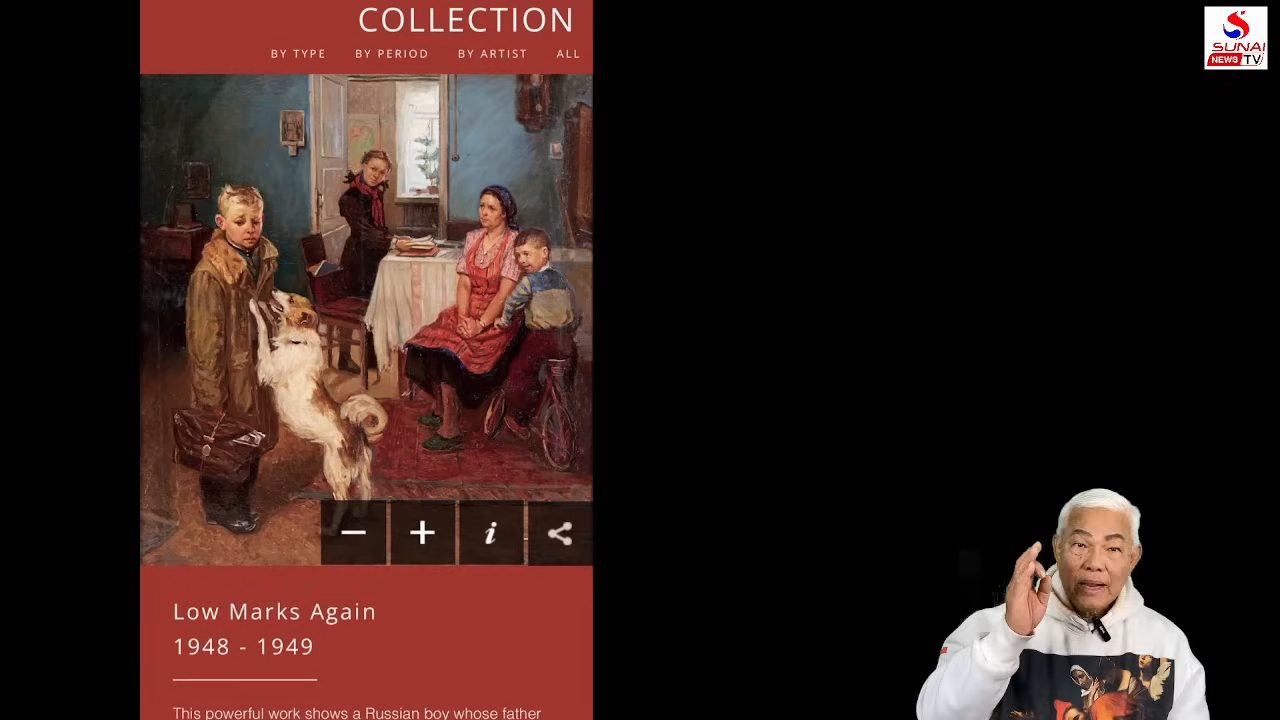 COLLECTION
BY TYPE BY PERIOD BY ARTIST ALL
SUNAI
NEWS TV
Low Marks Again
1948 - 1949
This powerful work shows a Russian boy whose father